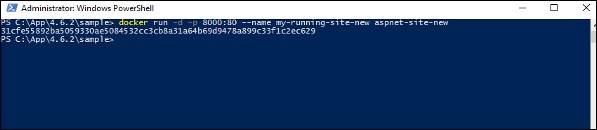 Administrator: Windows PowerShell
PS C:\App\4.6.2\sample> docker run -d -p 8000:80 --name my-running-site-new aspnet-site-new
31cfe55892ba5059330ae5084532cc3cb8a31a64b69d9478a899c33f1c2ec629
PS C:\App\4.6.2\sample>